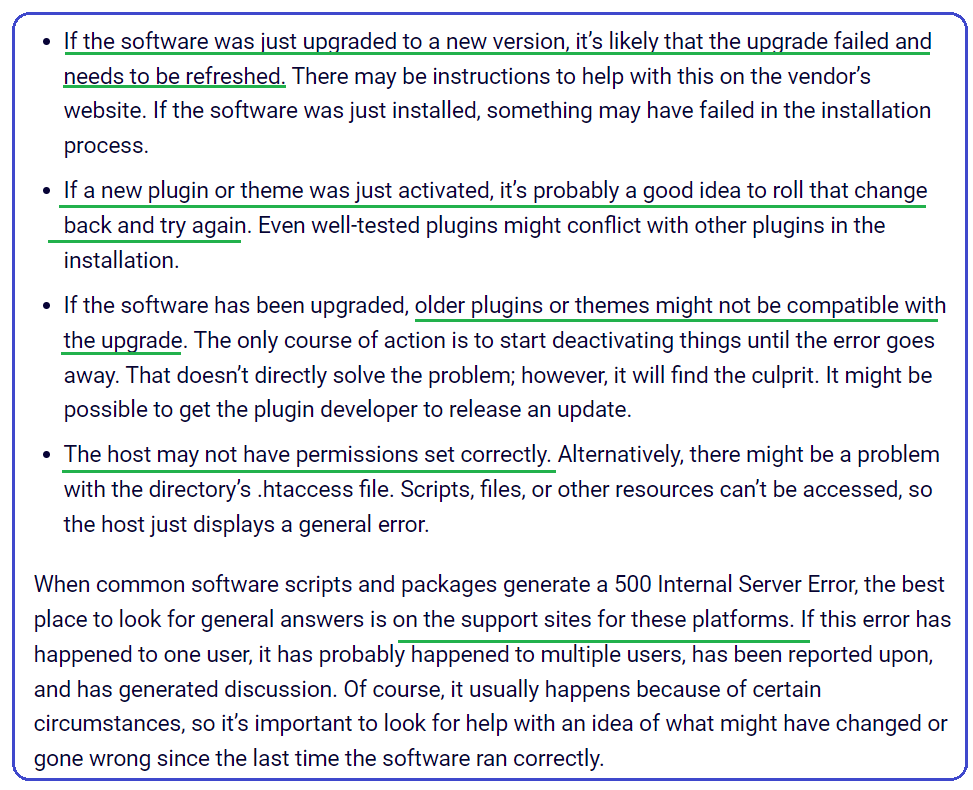 • If the software was just upgraded to a new version, it’s likely that the upgrade failed and
needs to be refreshed. There may be instructions to help with this on the vendor’s
website. If the software was just installed, something may have failed in the installation
process.
• If a new plugin or theme was just activated, it’s probably a good idea to roll that change
back and try again. Even well-tested plugins might conflict with other plugins in the
installation.
• If the software has been upgraded, older plugins or themes might not be compatible with
the upgrade. The only course of action is to start deactivating things until the error goes
away. That doesn’t directly solve the problem; however, it will find the culprit. It might be
possible to get the plugin developer to release an update.
• The host may not have permissions set correctly. Alternatively, there might be a problem
with the directory’s .htaccess file. Scripts, files, or other resources can’t be accessed, so
the host just displays a general error.
When common software scripts and packages generate a 500 Internal Server Error, the best
place to look for general answers is on the support sites for these platforms. If this error has
happened to one user, it has probably happened to multiple users, has been reported upon,
and has generated discussion. Of course, it usually happens because of certain
circumstances, so it’s important to look for help with an idea of what might have changed or
gone wrong since the last time the software ran correctly.